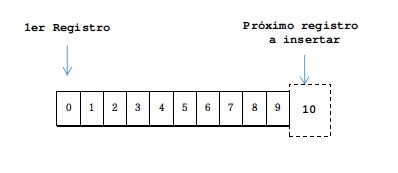 1er Registro
Próximo registro
a insertar
0 1 2 3 4 5 6 7 8 9 10